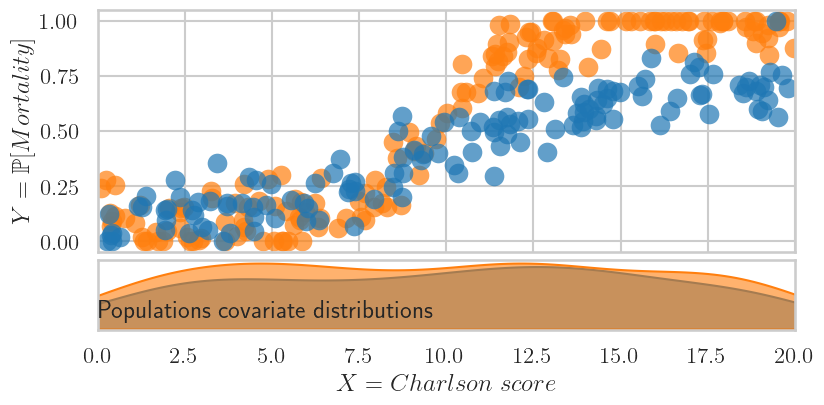 1.00
0.75
0.50
0.25
0.00
Y = ℙ[Mortality]
Populations covariate distributions
0.0 2.5 5.0 7.5 10.0 12.5 15.0 17.5 20.0
X = Charlson score